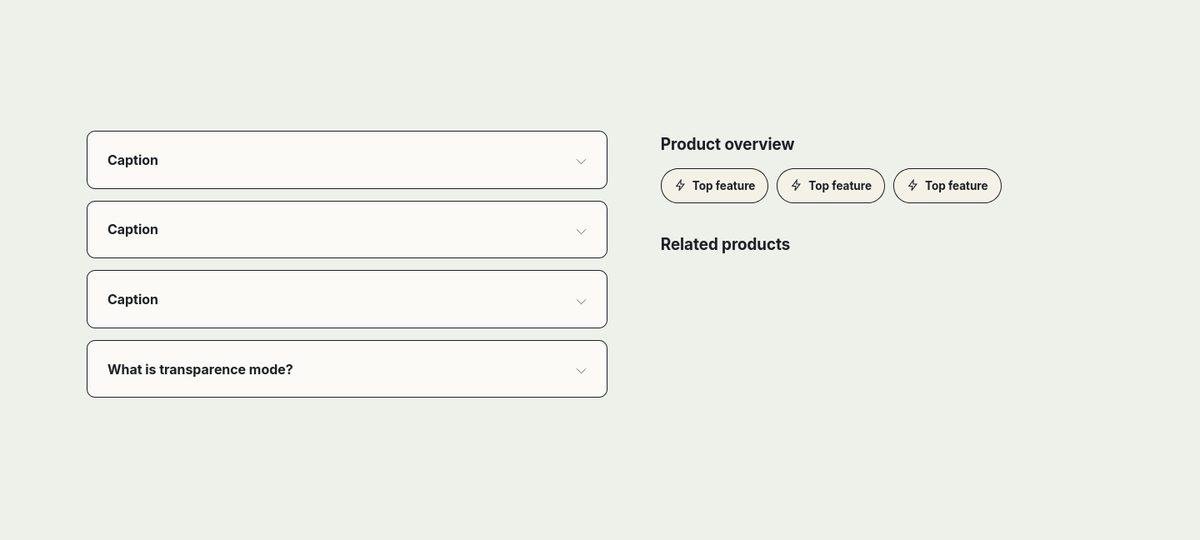 Caption
Caption
Caption
What is transparence mode?
Product overview
Top feature
Top feature
Top feature
Related products